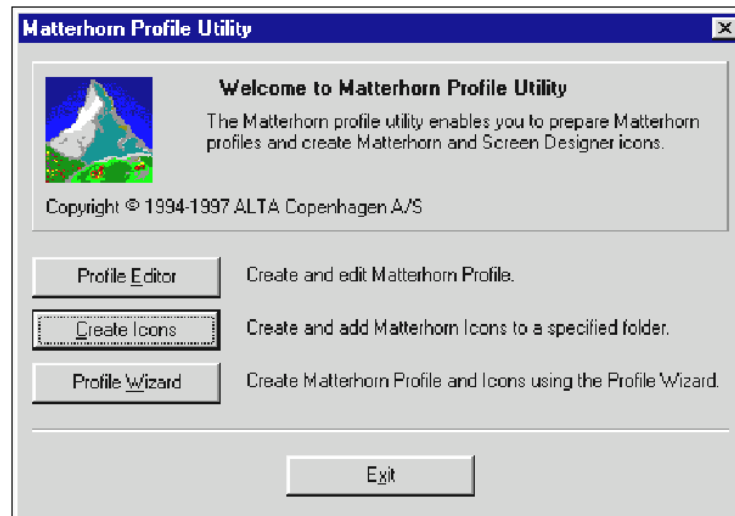 Matterhorn Profile Utility
Welcome to Matterhorn Profile Utility
The Matterhorn profile utility enables you to prepare Matterhorn
profiles and create Matterhorn and Screen Designer icons.
Copyright © 1994-1997 ALTA Copenhagen A/S
Profile Editor Create and edit Matterhorn Profile.
Create Icons Create and add Matterhorn Icons to a specified folder.
Profile Wizard Create Matterhorn Profile and Icons using the Profile Wizard.
Exit